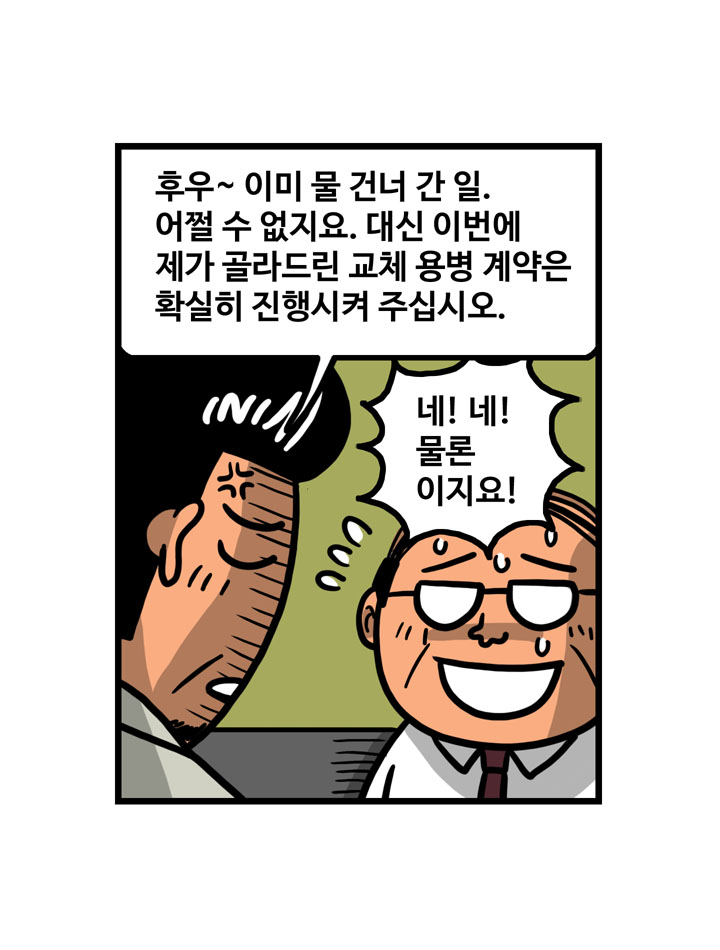 후우~ 이미 물 건너 간 일.
어쩔 수 없지요. 대신 이번에
제가 골라드린 교체 용병 계약은
확실히 진행시켜 주십시오.
네! 네!
물론
이지요!